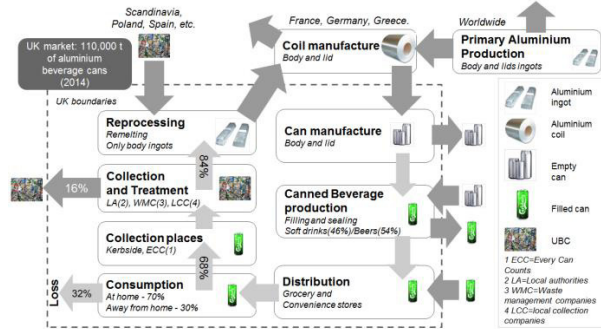 Scandinavia,
Poland, Spain, etc.
France, Germany, Greece.
Worldwide
UK market: 110,000 t
of aluminium
beverage cans
(2014)
Coil manufacture
Body and lid
Primary Aluminium
Production
Body and lids ingots
UK boundaries
Reprocessing
Remelting
Only body ingots
Can manufacture
Body and lid
84%
Collection
and Treatment
LA(2), WMC(3), LCC(4)
16%
Canned Beverage
production
Filling and sealing
Soft drinks(46%)/Beers(54%)
Collection places
Kerbside, ECC(1)
68%
Loss
32%
Consumption
At home - 70%
Away from home - 30%
Distribution
Grocery and
Convenience stores
Aluminium
ingot
Aluminium
coil
Empty
can
Filled can
UBC
1 ECC=Every Can
Counts
2 LA=Local authorities
3 WMC=Waste
management companies
4 LCC=local collection
companies